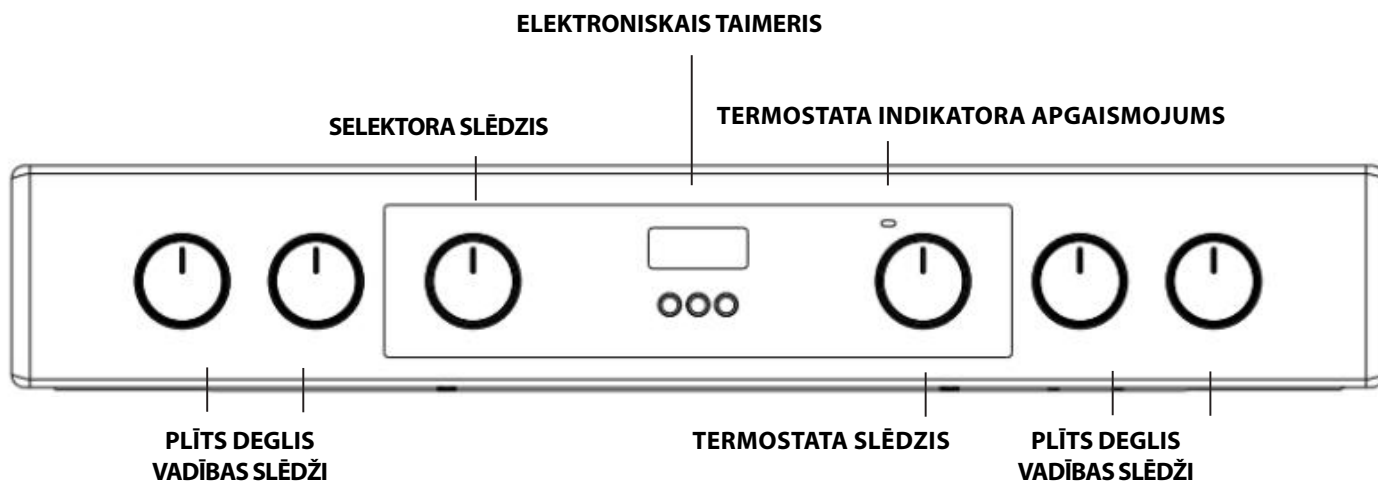 ELEKTRONISKAIS TAIMERIS
SELEKTORA SLĒDZIS
TERMOSTATA INDIKATORA APGAISMOJUMS
PLĪTS DEGLIS
VADĪBAS SLĒDŽI
TERMOSTATA SLĒDZIS
PLĪTS DEGLIS
VADĪBAS SLĒDŽI